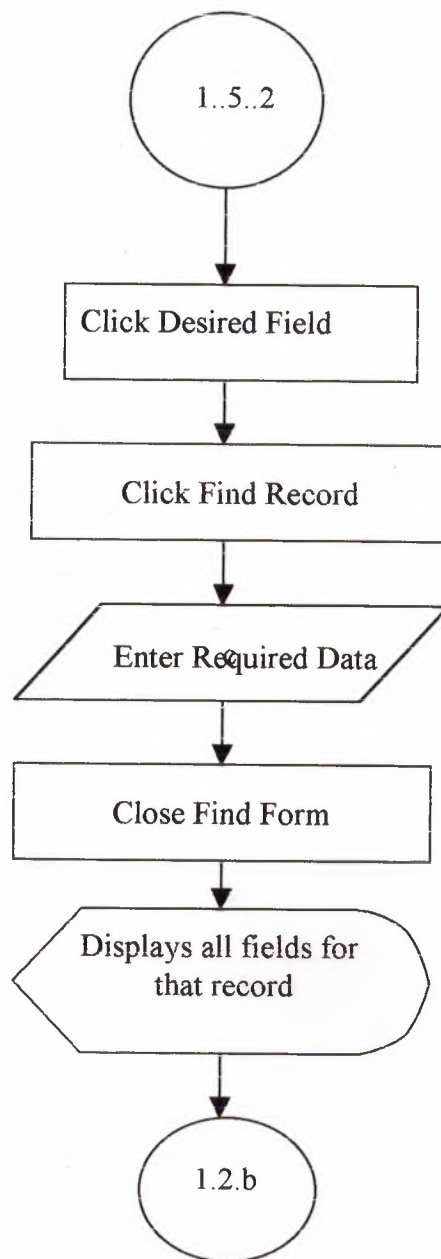 1..5..2
Click Desired Field
Click Find Record
Enter Required Data
Close Find Form
Displays all fields for
that record
1.2.b